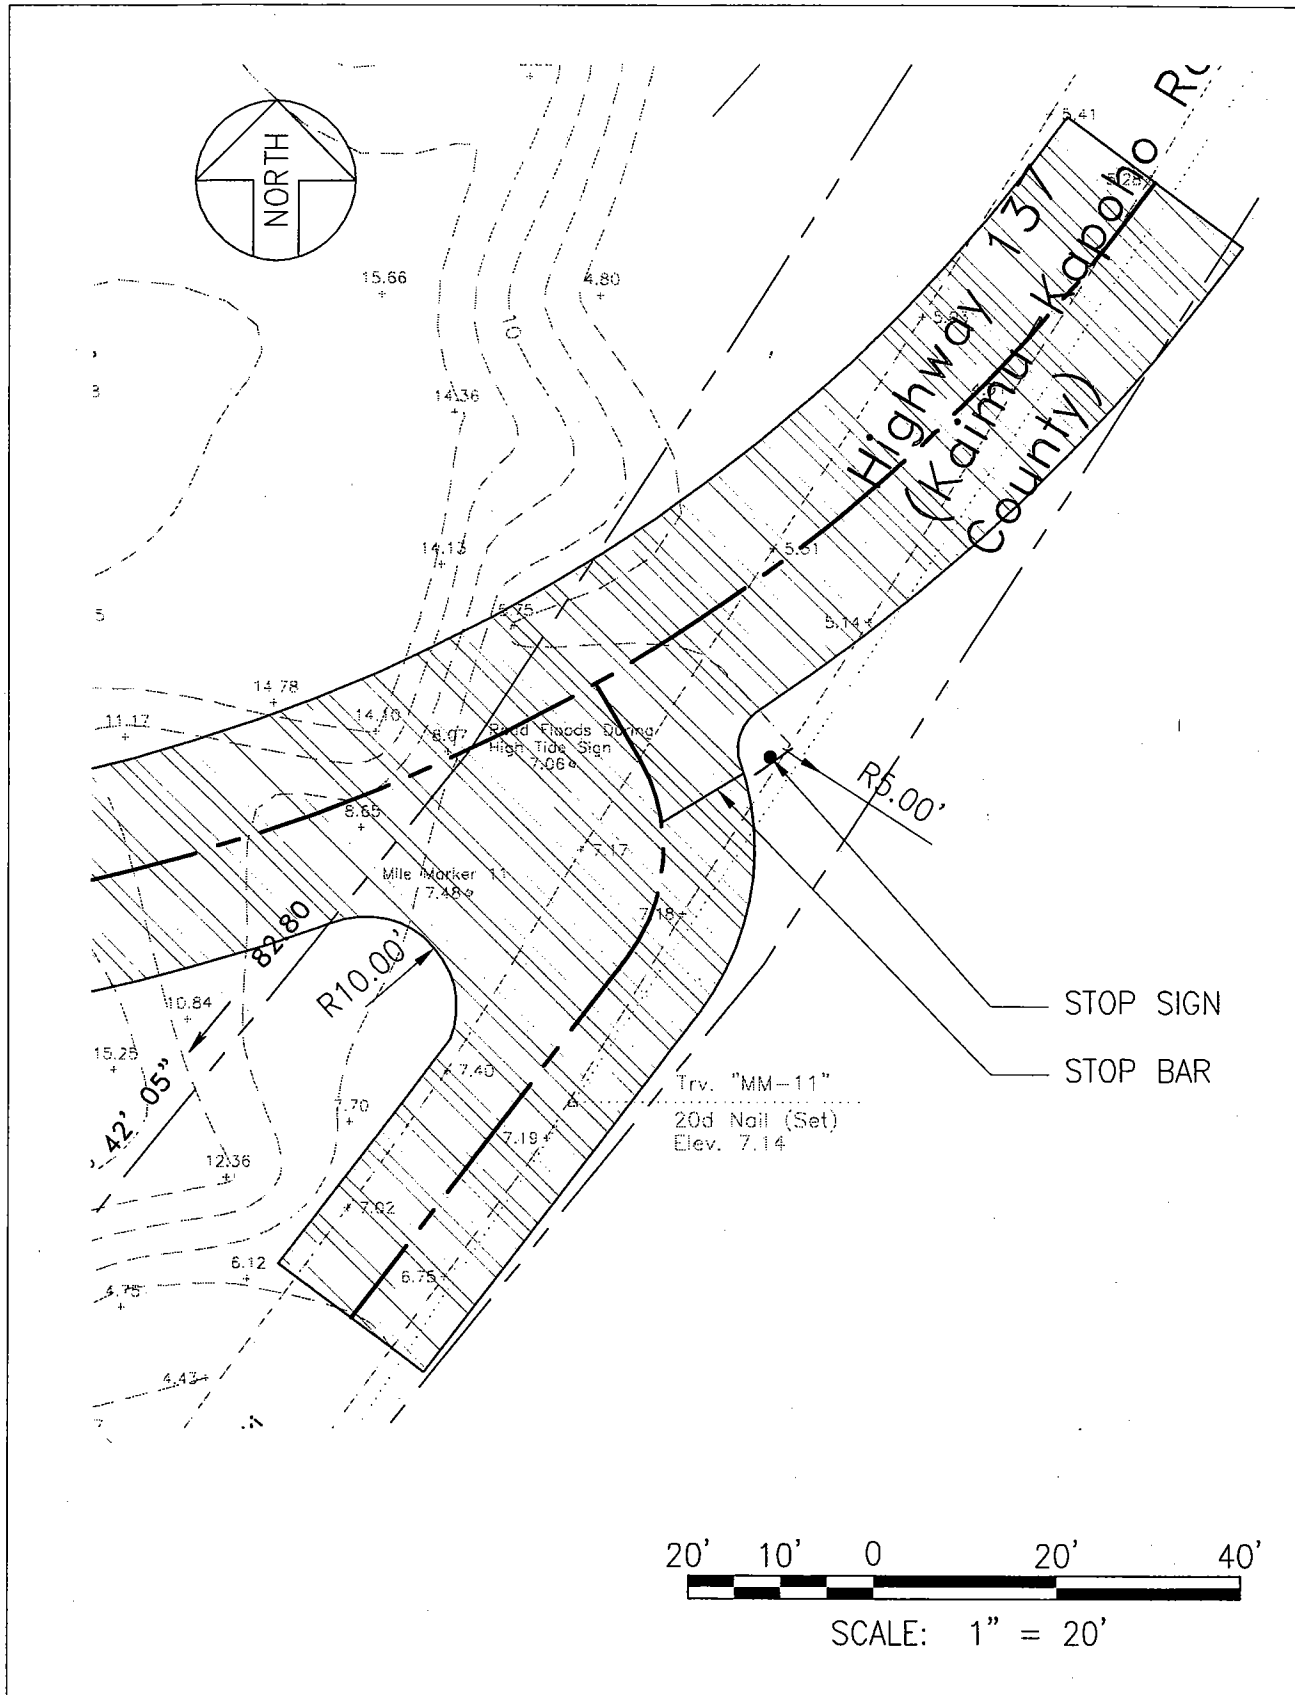 NORTH
5.41
5.28
15.66
4.80
10
Highway 137
(Kaimu Kapoho
County)
14.36
14.13
5.61
5.75
5.14
14.78
11.17
14.10
8.97
Road Floods During
High Tide Sign
7.06
R5.00'
8.65
7.17
Mile Marker 11
7.48
7.18
82.80
R10.00'
10.84
STOP SIGN
15.25
42' 05"
7.40
STOP BAR
Trv. "MM-11"
20d Nail (Set)
Elev. 7.14
7.70
7.19
12.36
7.02
6.12
6.75
4.75
4.43
20' 10' 0 20' 40'
SCALE: 1" = 20'